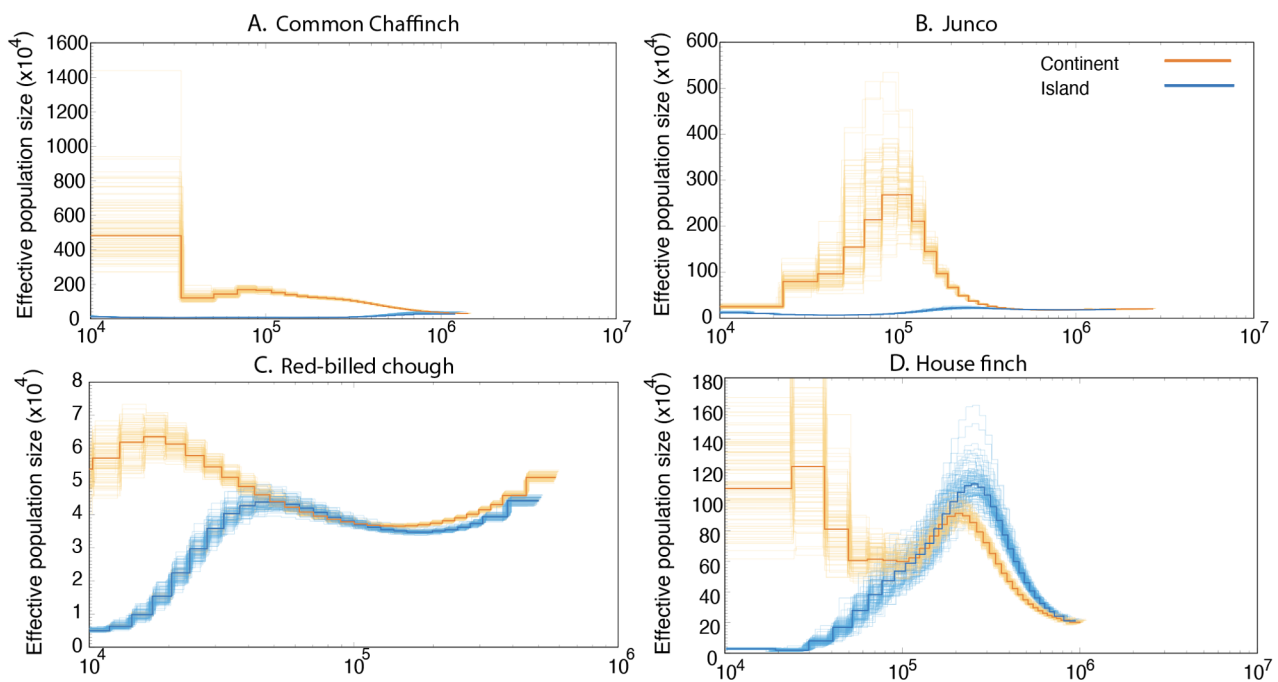 A. Common Chaffinch
Effective population size (x10⁴)
1600
1400
1200
1000
800
600
400
200
0
10⁴ 10⁵ 10⁶ 10⁷
B. Junco
Effective population size (x10⁴)
600
500
400
300
200
100
0
10⁴ 10⁵ 10⁶ 10⁷
Continent
Island
C. Red-billed chough
Effective population size (x10⁴)
8
7
6
5
4
3
2
1
0
10⁴ 10⁵ 10⁶
D. House finch
Effective population size (x10⁴)
180
160
140
120
100
80
60
40
20
0
10⁴ 10⁵ 10⁶ 10⁷